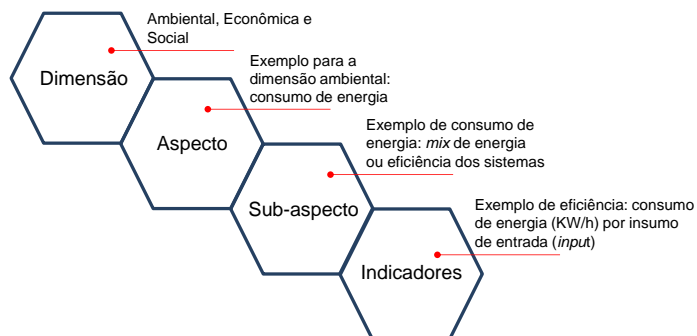 Ambiental, Econômica e
Social
Dimensão
Exemplo para a
dimensão ambiental:
consumo de energia
Aspecto
Exemplo de consumo de
energia: mix de energia
ou eficiência dos sistemas
Sub-aspecto
Exemplo de eficiência: consumo
de energia (KW/h) por insumo
de entrada (input)
Indicadores